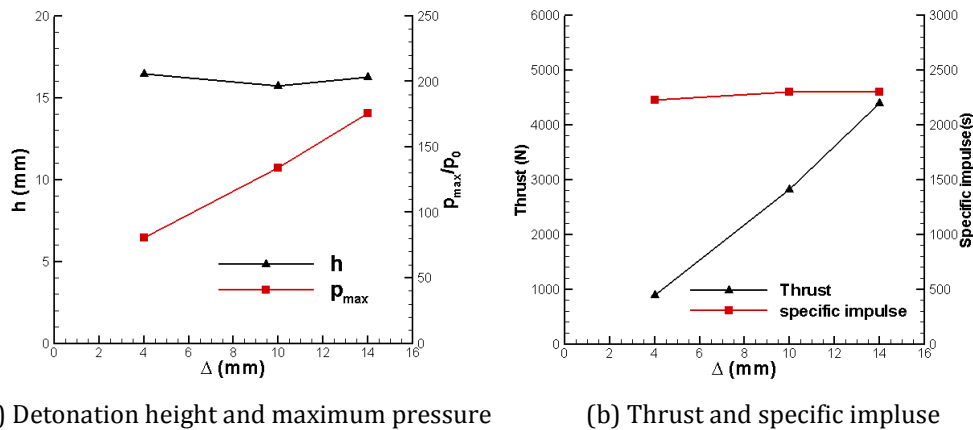 20
15
10
5
0
h (mm)
0 2 4 6 8 10 12 14 16
Δ (mm)
250
200
150
100
50
0
p_max/p_0
h
p_max
6000
5000
4000
3000
2000
1000
0
Thrust (N)
0 2 4 6 8 10 12 14 16
Δ (mm)
3000
2500
2000
1500
1000
500
0
Specific impulse(s)
Thrust
specific impulse
) Detonation height and maximum pressure
(b) Thrust and specific impluse